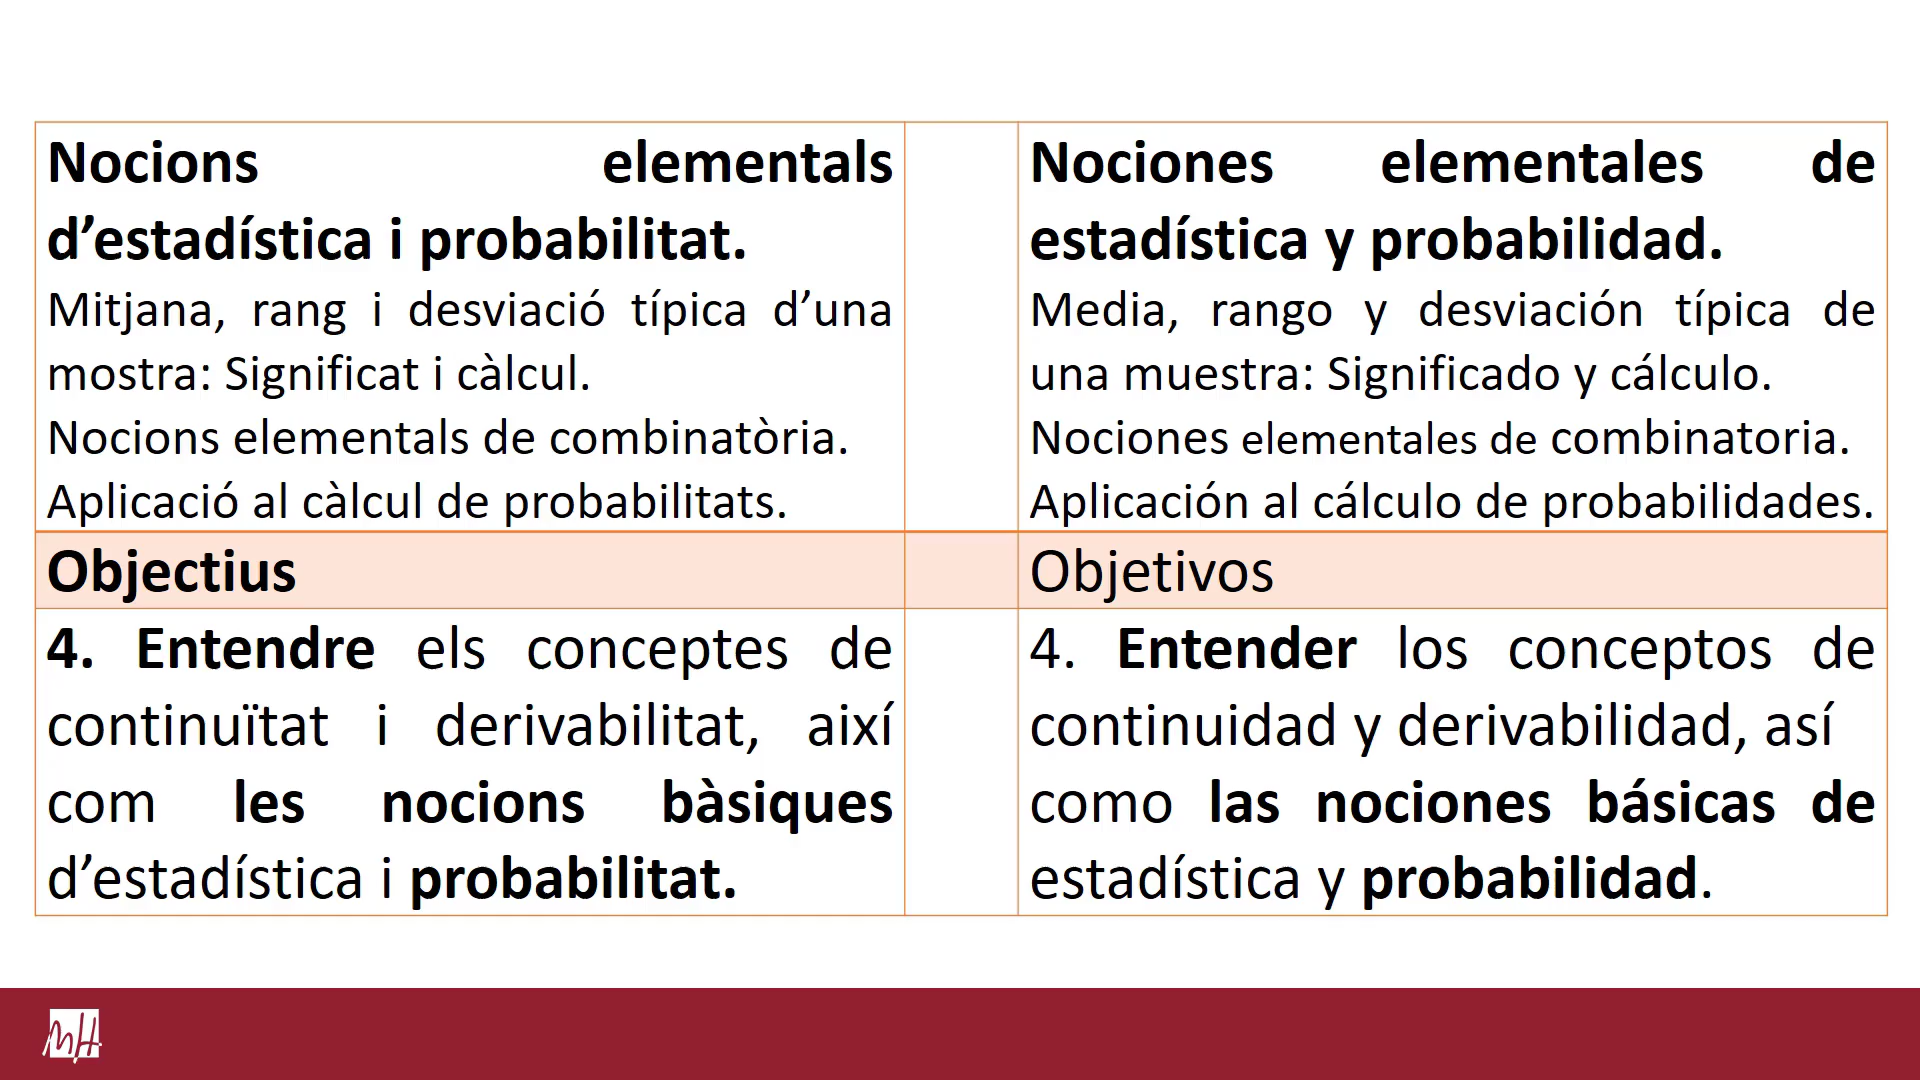 Nocions elementals
d’estadística i probabilitat.
Mitjana, rang i desviació típica d’una
mostra: Significat i càlcul.
Nocions elementals de combinatòria.
Aplicació al càlcul de probabilitats.
Nociones elementales de
estadística y probabilidad.
Media, rango y desviación típica de
una muestra: Significado y cálculo.
Nociones elementales de combinatoria.
Aplicación al cálculo de probabilidades.
Objectius
Objetivos
4. Entendre els conceptes de
continuïtat i derivabilitat, així
com les nocions bàsiques
d’estadística i probabilitat.
4. Entender los conceptos de
continuidad y derivabilidad, así
como las nociones básicas de
estadística y probabilidad.
MH